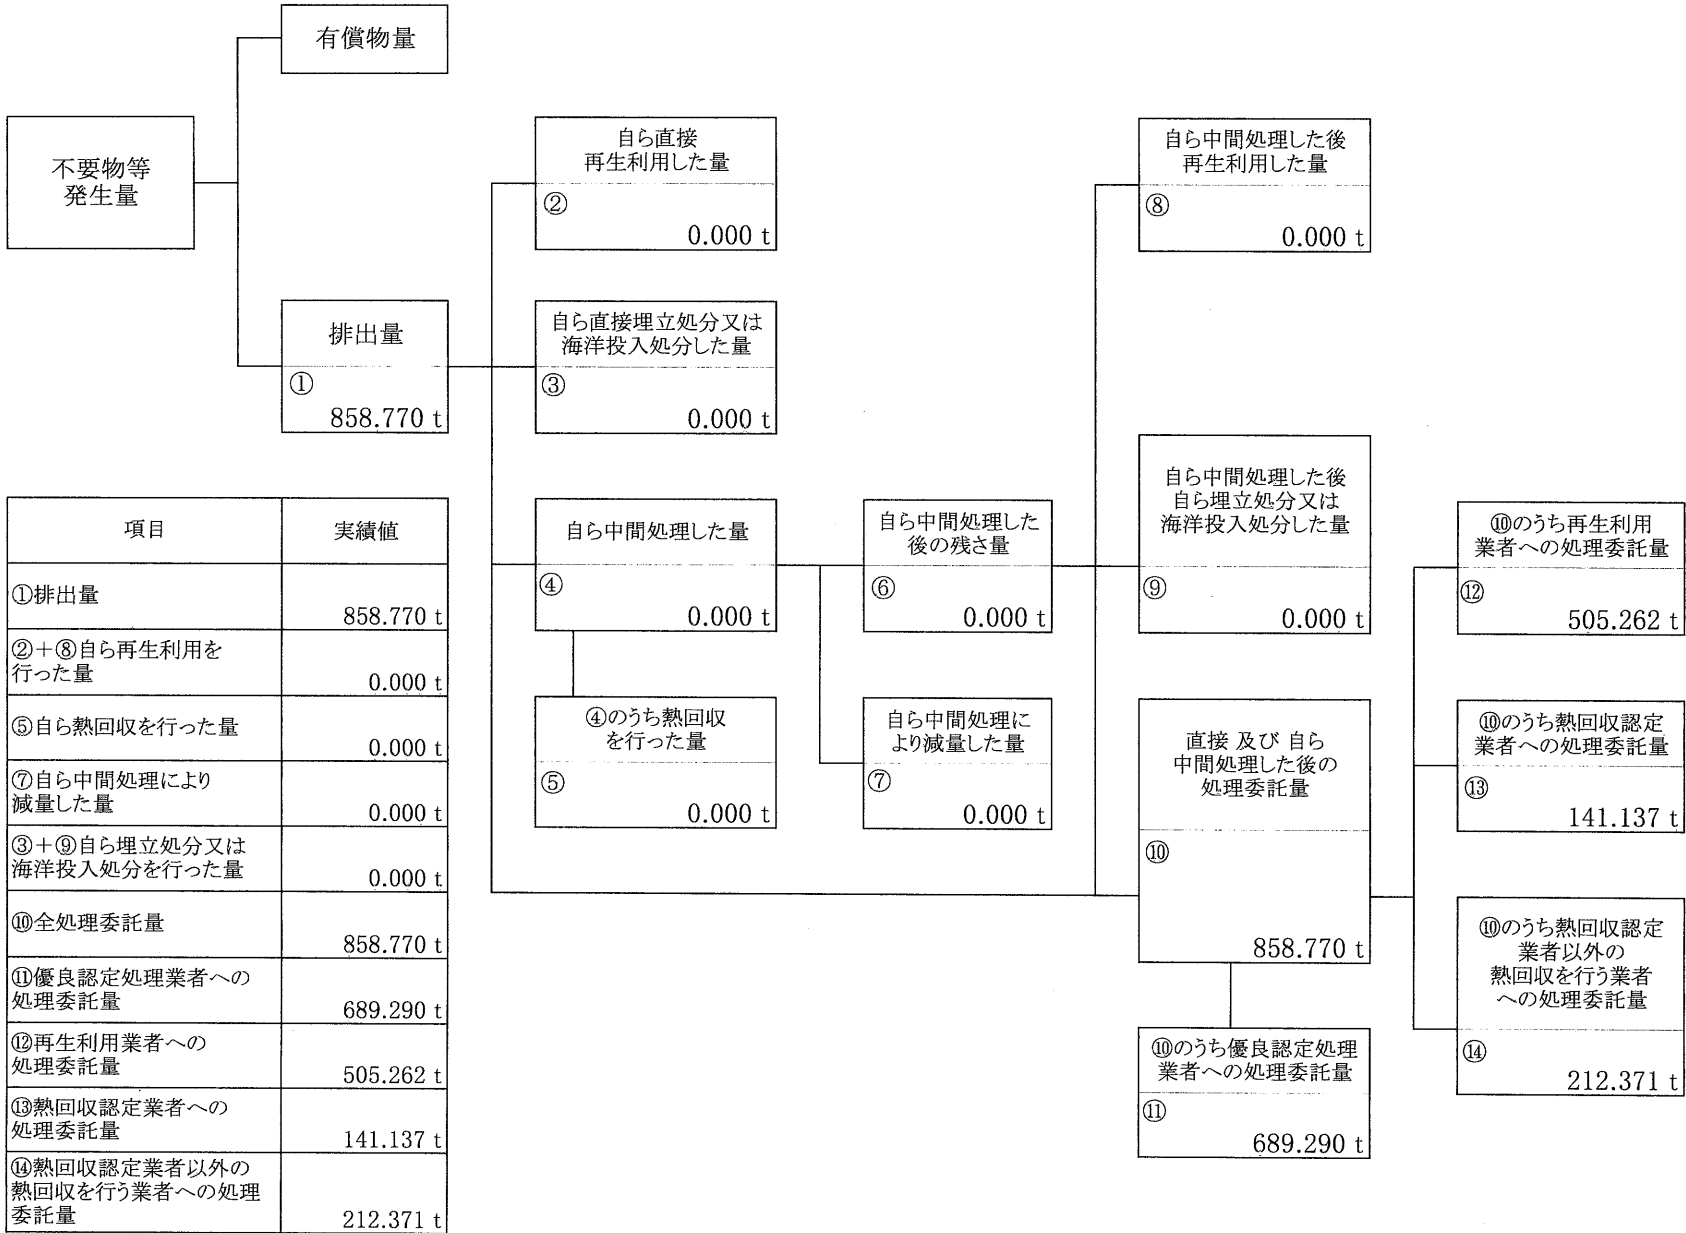 有償物量
不要物等
発生量
排出量
①
858.770 t
自ら直接
再生利用した量
②
0.000 t
自ら直接埋立処分又は
海洋投入処分した量
③
0.000 t
自ら中間処理した量
④
0.000 t
④のうち熱回収
を行った量
⑤
0.000 t
自ら中間処理した
後の残さ量
⑥
0.000 t
自ら中間処理に
より減量した量
⑦
0.000 t
自ら中間処理した後
再生利用した量
⑧
0.000 t
自ら中間処理した後
自ら埋立処分又は
海洋投入処分した量
⑨
0.000 t
直接 及び 自ら
中間処理した後の
処理委託量
⑩
858.770 t
⑩のうち優良認定処理
業者への処理委託量
⑪
689.290 t
⑩のうち再生利用
業者への処理委託量
⑫
505.262 t
⑩のうち熱回収認定
業者への処理委託量
⑬
141.137 t
⑩のうち熱回収認定
業者以外の
熱回収を行う業者
への処理委託量
⑭
212.371 t
項目 実績値
①排出量
858.770 t
②+⑧自ら再生利用を
行った量
0.000 t
⑤自ら熱回収を行った量
0.000 t
⑦自ら中間処理により
減量した量
0.000 t
③+⑨自ら埋立処分又は
海洋投入処分を行った量
0.000 t
⑩全処理委託量
858.770 t
⑪優良認定処理業者への
処理委託量
689.290 t
⑫再生利用業者への
処理委託量
505.262 t
⑬熱回収認定業者への
処理委託量
141.137 t
⑭熱回収認定業者以外の
熱回収を行う業者への処理
委託量
212.371 t